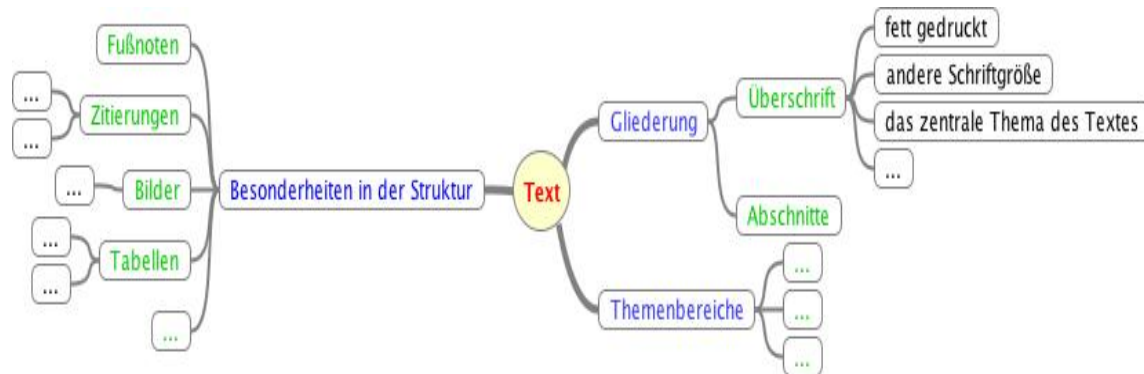 Fußnoten
...
...
Zitierungen
...
Bilder
...
...
Tabellen
...
Besonderheiten in der Struktur
Text
Gliederung
Überschrift
fett gedruckt
andere Schriftgröße
das zentrale Thema des Textes
...
Abschnitte
Themenbereiche
...
...
...